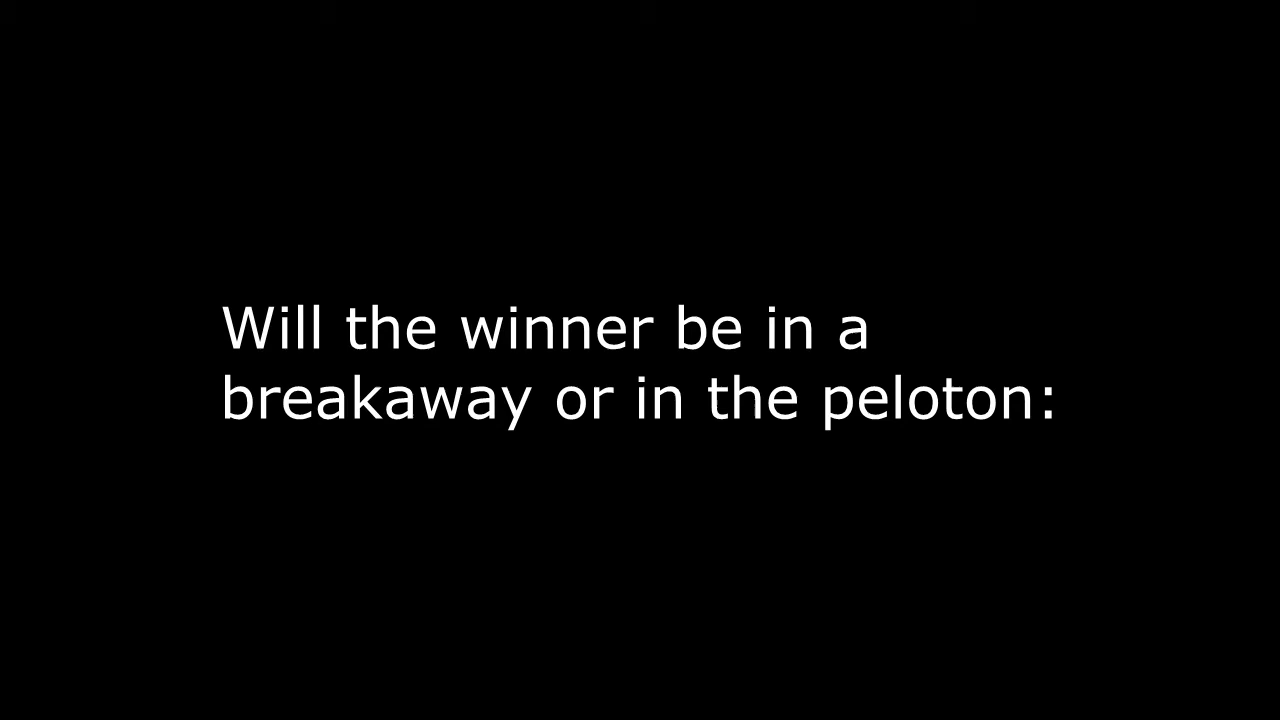 Will the winner be in a
breakaway or in the peloton: